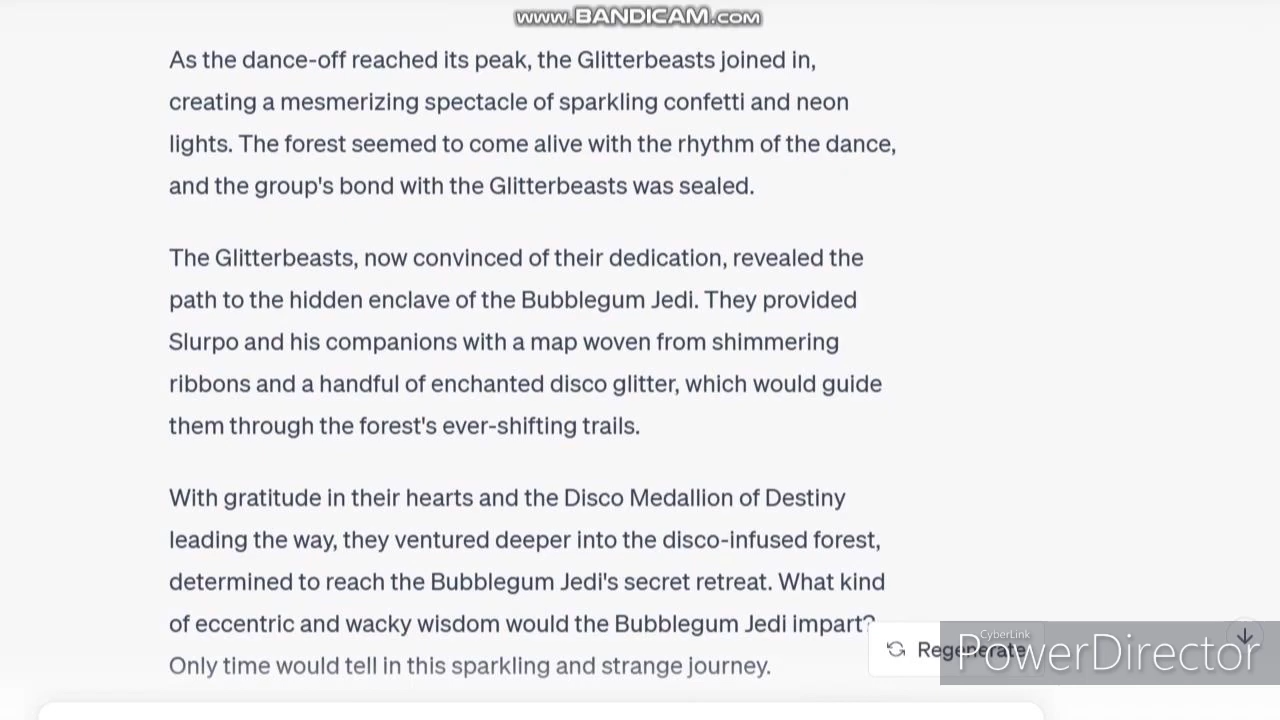 www.BANDICAM.com
As the dance-off reached its peak, the Glitterbeasts joined in,
creating a mesmerizing spectacle of sparkling confetti and neon
lights. The forest seemed to come alive with the rhythm of the dance,
and the group's bond with the Glitterbeasts was sealed.
The Glitterbeasts, now convinced of their dedication, revealed the
path to the hidden enclave of the Bubblegum Jedi. They provided
Slurpo and his companions with a map woven from shimmering
ribbons and a handful of enchanted disco glitter, which would guide
them through the forest's ever-shifting trails.
With gratitude in their hearts and the Disco Medallion of Destiny
leading the way, they ventured deeper into the disco-infused forest,
determined to reach the Bubblegum Jedi's secret retreat. What kind
of eccentric and wacky wisdom would the Bubblegum Jedi impart?
Only time would tell in this sparkling and strange journey.
Regenerate
CyberLink
PowerDirector